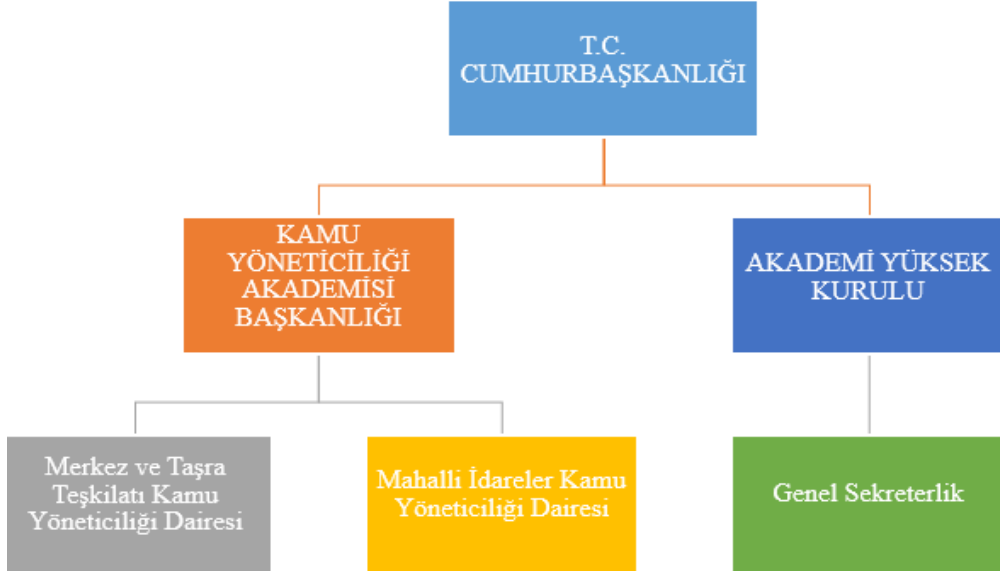 T.C.
CUMHURBAŞKANLIĞI
KAMU
YÖNETİCİLİĞİ
AKADEMİSİ
BAŞKANLIĞI
AKADEMİ YÜKSEK
KURULU
Merkez ve Taşra
Teşkilatı Kamu
Yöneticiliği Dairesi
Mahalli İdareler Kamu
Yöneticiliği Dairesi
Genel Sekreterlik